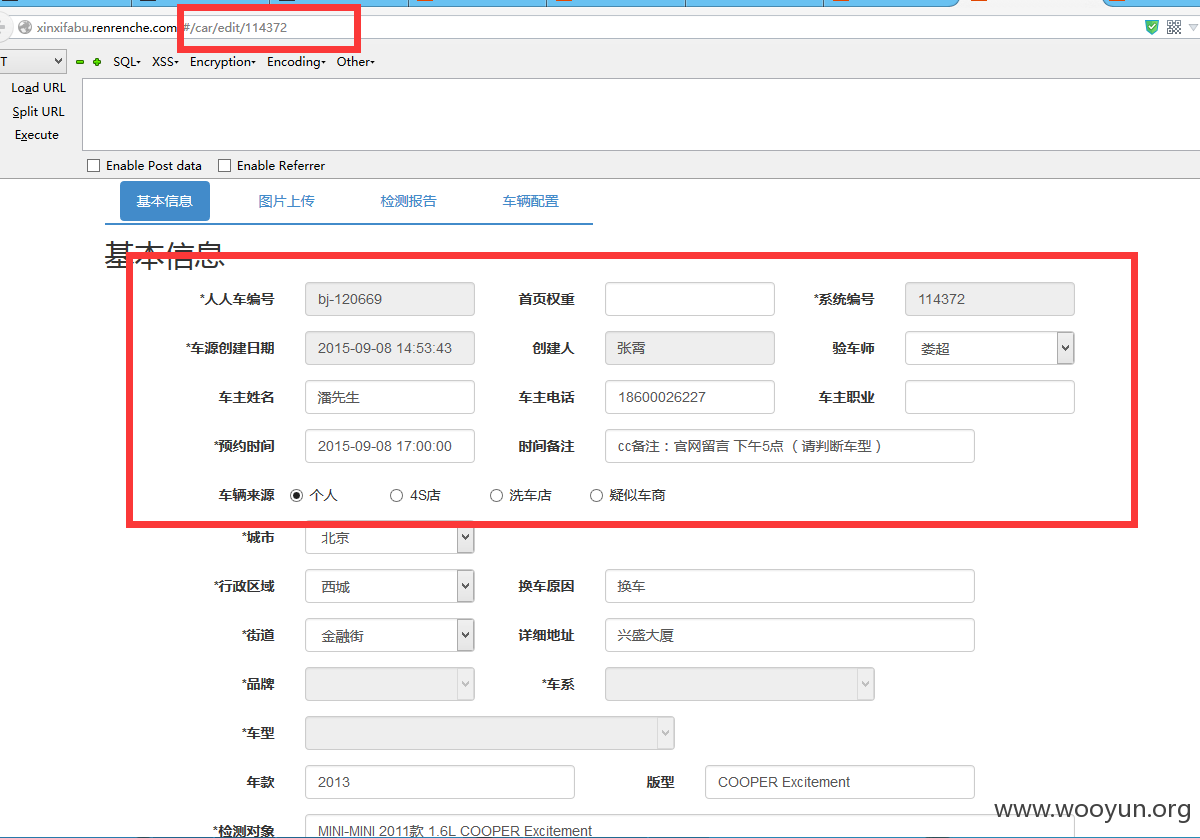 xinxifabu.renrenche.com/#/car/edit/114372
T SQL- XSS- Encryption- Encoding- Other-
Load URL
Split URL
Execute
Enable Post data Enable Referrer
基本信息 图片上传 检测报告 车辆配置
基本信息
*人人车编号 bj-120669 首页权重 *系统编号 114372
*车源创建日期 2015-09-08 14:53:43 创建人 张霄 验车师 娄超
车主姓名 潘先生 车主电话 18600026227 车主职业
*预约时间 2015-09-08 17:00:00 时间备注 cc备注：官网留言 下午5点 （请判断车型）
车辆来源 个人 4S店 洗车店 疑似车商
*城市 北京
*行政区域 西城 换车原因 换车
*街道 金融街 详细地址 兴盛大厦
*品牌 *车系
*车型
年款 2013 版型 COOPER Excitement
*检测对象 MINI-MINI 2011款 1.6L COOPER Excitement
www.wooyun.org